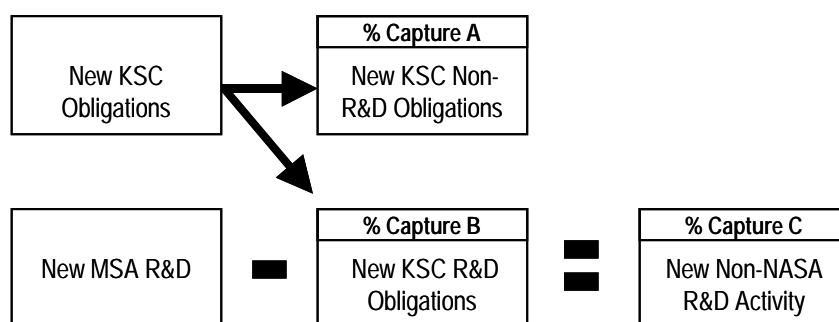 % Capture A
New KSC
Obligations
New KSC Non-
R&D Obligations
% Capture B
% Capture C
New MSA R&D
New KSC R&D
Obligations
New Non-NASA
R&D Activity